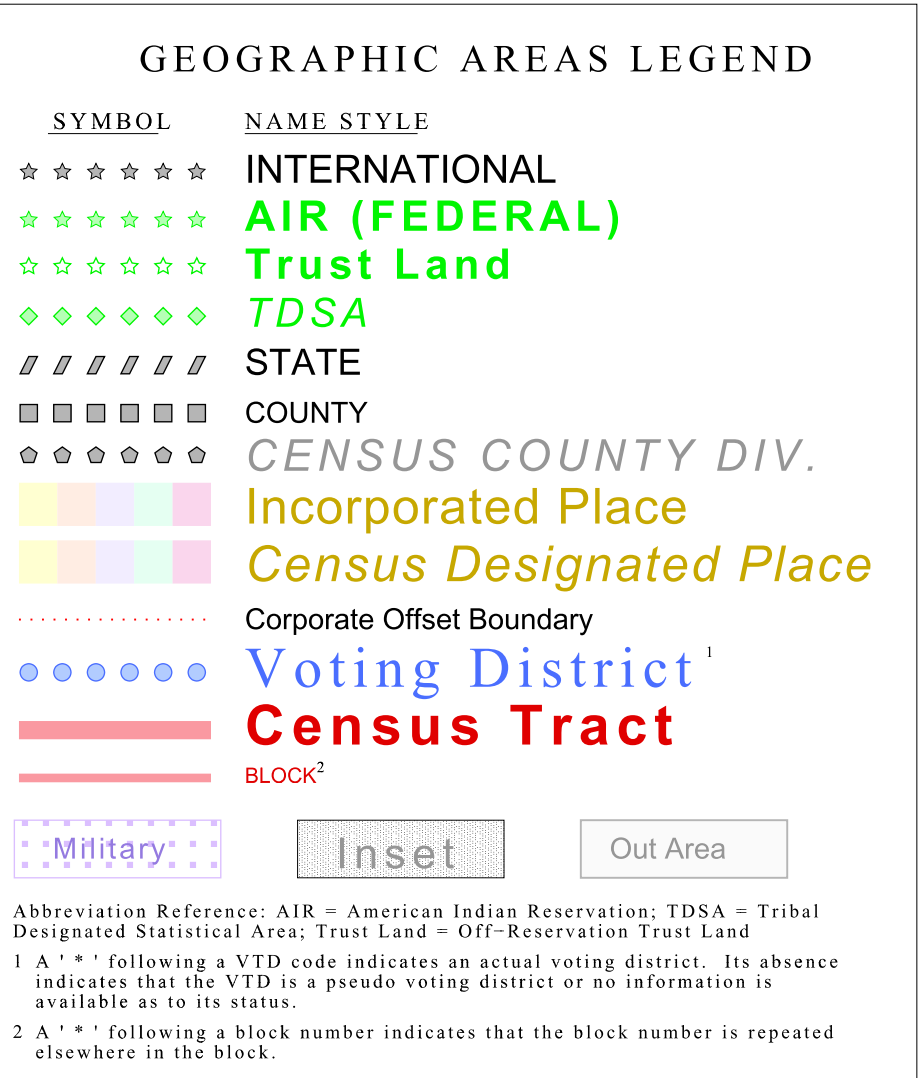 GEOGRAPHIC AREAS LEGEND
SYMBOL NAME STYLE
INTERNATIONAL
AIR (FEDERAL)
Trust Land
TDSA
STATE
COUNTY
CENSUS COUNTY DIV.
Incorporated Place
Census Designated Place
Corporate Offset Boundary
Voting District 1
Census Tract
BLOCK2
Military Inset Out Area
Abbreviation Reference: AIR = American Indian Reservation; TDSA = Tribal
Designated Statistical Area; Trust Land = Off-Reservation Trust Land
1 A ' * ' following a VTD code indicates an actual voting district. Its absence
indicates that the VTD is a pseudo voting district or no information is
available as to its status.
2 A ' * ' following a block number indicates that the block number is repeated
elsewhere in the block.